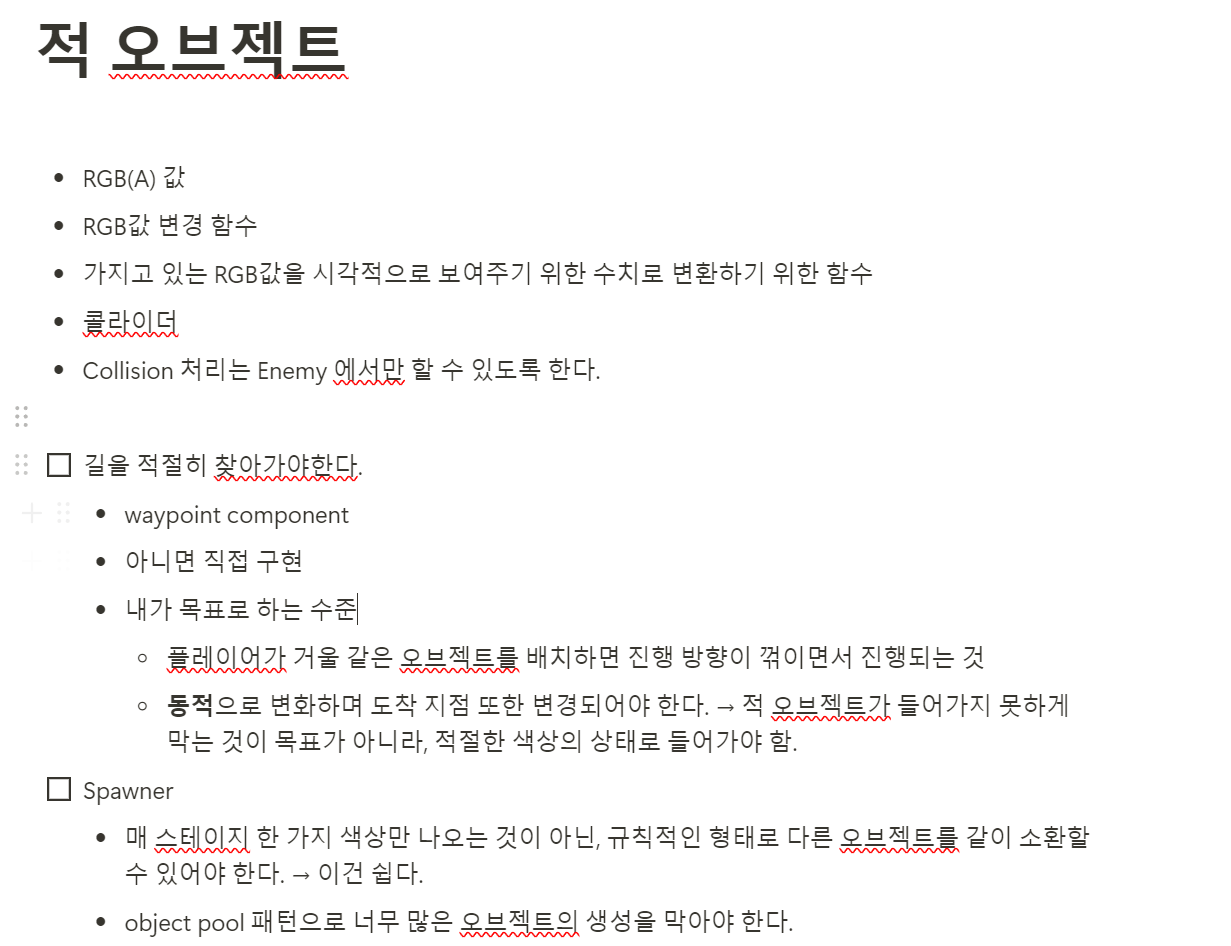 적 오브젝트
RGB(A) 값
RGB값 변경 함수
가지고 있는 RGB값을 시각적으로 보여주기 위한 수치로 변환하기 위한 함수
콜라이더
Collision 처리는 Enemy 에서만 할 수 있도록 한다.
길을 적절히 찾아가야한다.
waypoint component
아니면 직접 구현
내가 목표로 하는 수준
플레이어가 거울 같은 오브젝트를 배치하면 진행 방향이 꺾이면서 진행되는 것
동적으로 변화하며 도착 지점 또한 변경되어야 한다. → 적 오브젝트가 들어가지 못하게
막는 것이 목표가 아니라, 적절한 색상의 상태로 들어가야 함.
Spawner
매 스테이지 한 가지 색상만 나오는 것이 아닌, 규칙적인 형태로 다른 오브젝트를 같이 소환할
수 있어야 한다. → 이건 쉽다.
object pool 패턴으로 너무 많은 오브젝트의 생성을 막아야 한다.